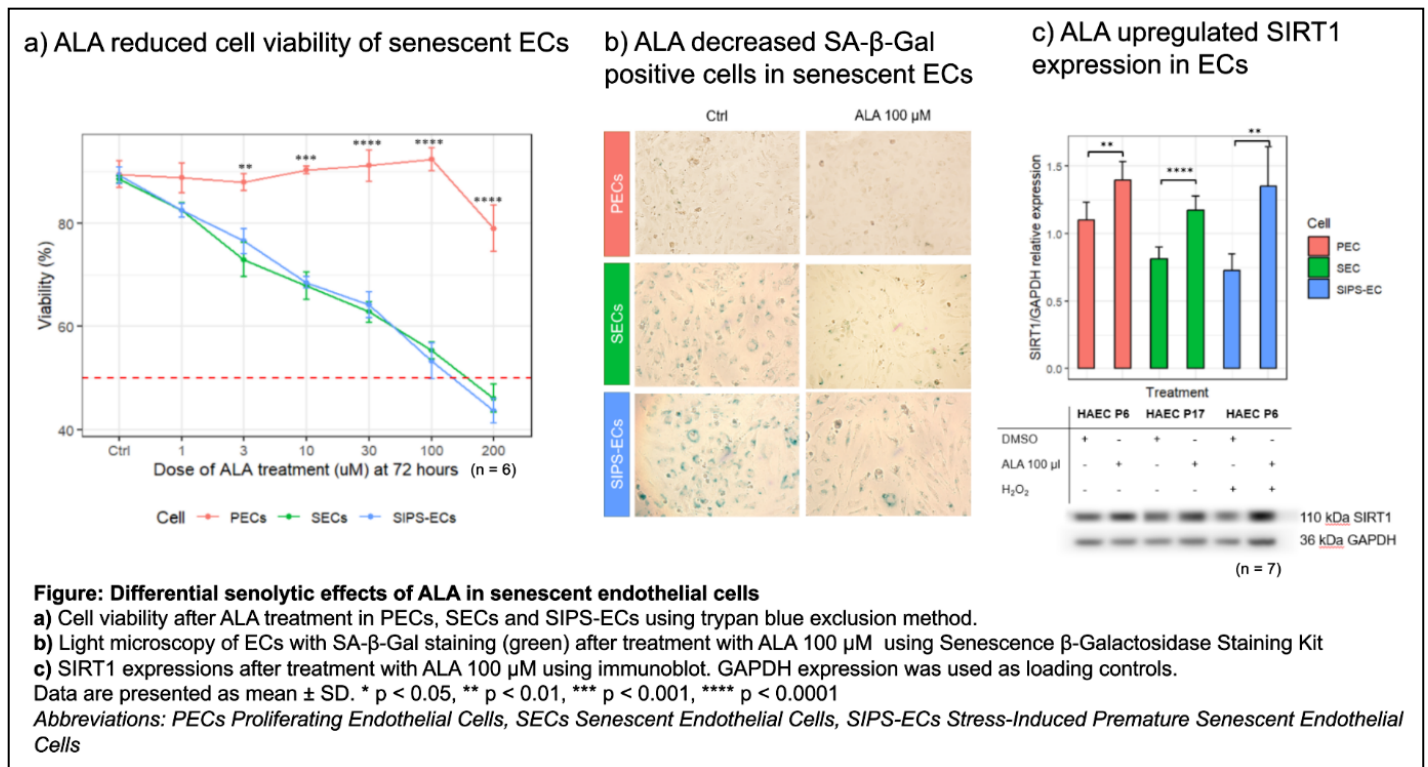 a) ALA reduced cell viability of senescent ECs
**
***
****
****
****
Viability (%)
80
60
40
Ctrl 1 3 10 30 100 200
Dose of ALA treatment (uM) at 72 hours (n = 6)
Cell PECs SECs SIPS-ECs
b) ALA decreased SA-β-Gal
positive cells in senescent ECs
Ctrl ALA 100 µM
PECs
SECs
SIPS-ECs
c) ALA upregulated SIRT1
expression in ECs
SIRT1/GAPDH relative expression
1.5
1.0
0.5
0.0
**
****
**
Cell
PEC
SEC
SIPS-EC
Treatment
HAEC P6 HAEC P17 HAEC P6
DMSO + - + - + -
ALA 100 µl - + - + - +
H₂O₂ - - - - + +
110 kDa SIRT1
36 kDa GAPDH
(n = 7)
Figure: Differential senolytic effects of ALA in senescent endothelial cells
a) Cell viability after ALA treatment in PECs, SECs and SIPS-ECs using trypan blue exclusion method.
b) Light microscopy of ECs with SA-β-Gal staining (green) after treatment with ALA 100 µM using Senescence β-Galactosidase Staining Kit
c) SIRT1 expressions after treatment with ALA 100 µM using immunoblot. GAPDH expression was used as loading controls.
Data are presented as mean ± SD. * p < 0.05, ** p < 0.01, *** p < 0.001, **** p < 0.0001
Abbreviations: PECs Proliferating Endothelial Cells, SECs Senescent Endothelial Cells, SIPS-ECs Stress-Induced Premature Senescent Endothelial
Cells